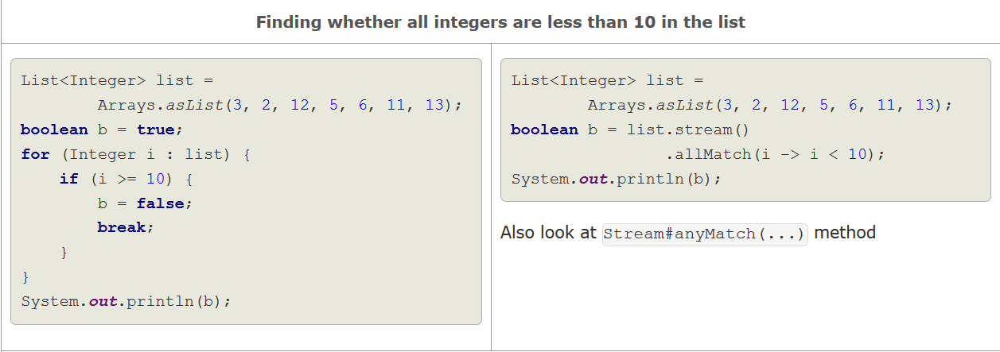 Finding whether all integers are less than 10 in the list
List<Integer> list =
        Arrays.asList(3, 2, 12, 5, 6, 11, 13);
boolean b = true;
for (Integer i : list) {
    if (i >= 10) {
        b = false;
        break;
    }
}
System.out.println(b);
List<Integer> list =
        Arrays.asList(3, 2, 12, 5, 6, 11, 13);
boolean b = list.stream()
                .allMatch(i -> i < 10);
System.out.println(b);
Also look at Stream#anyMatch(...) method